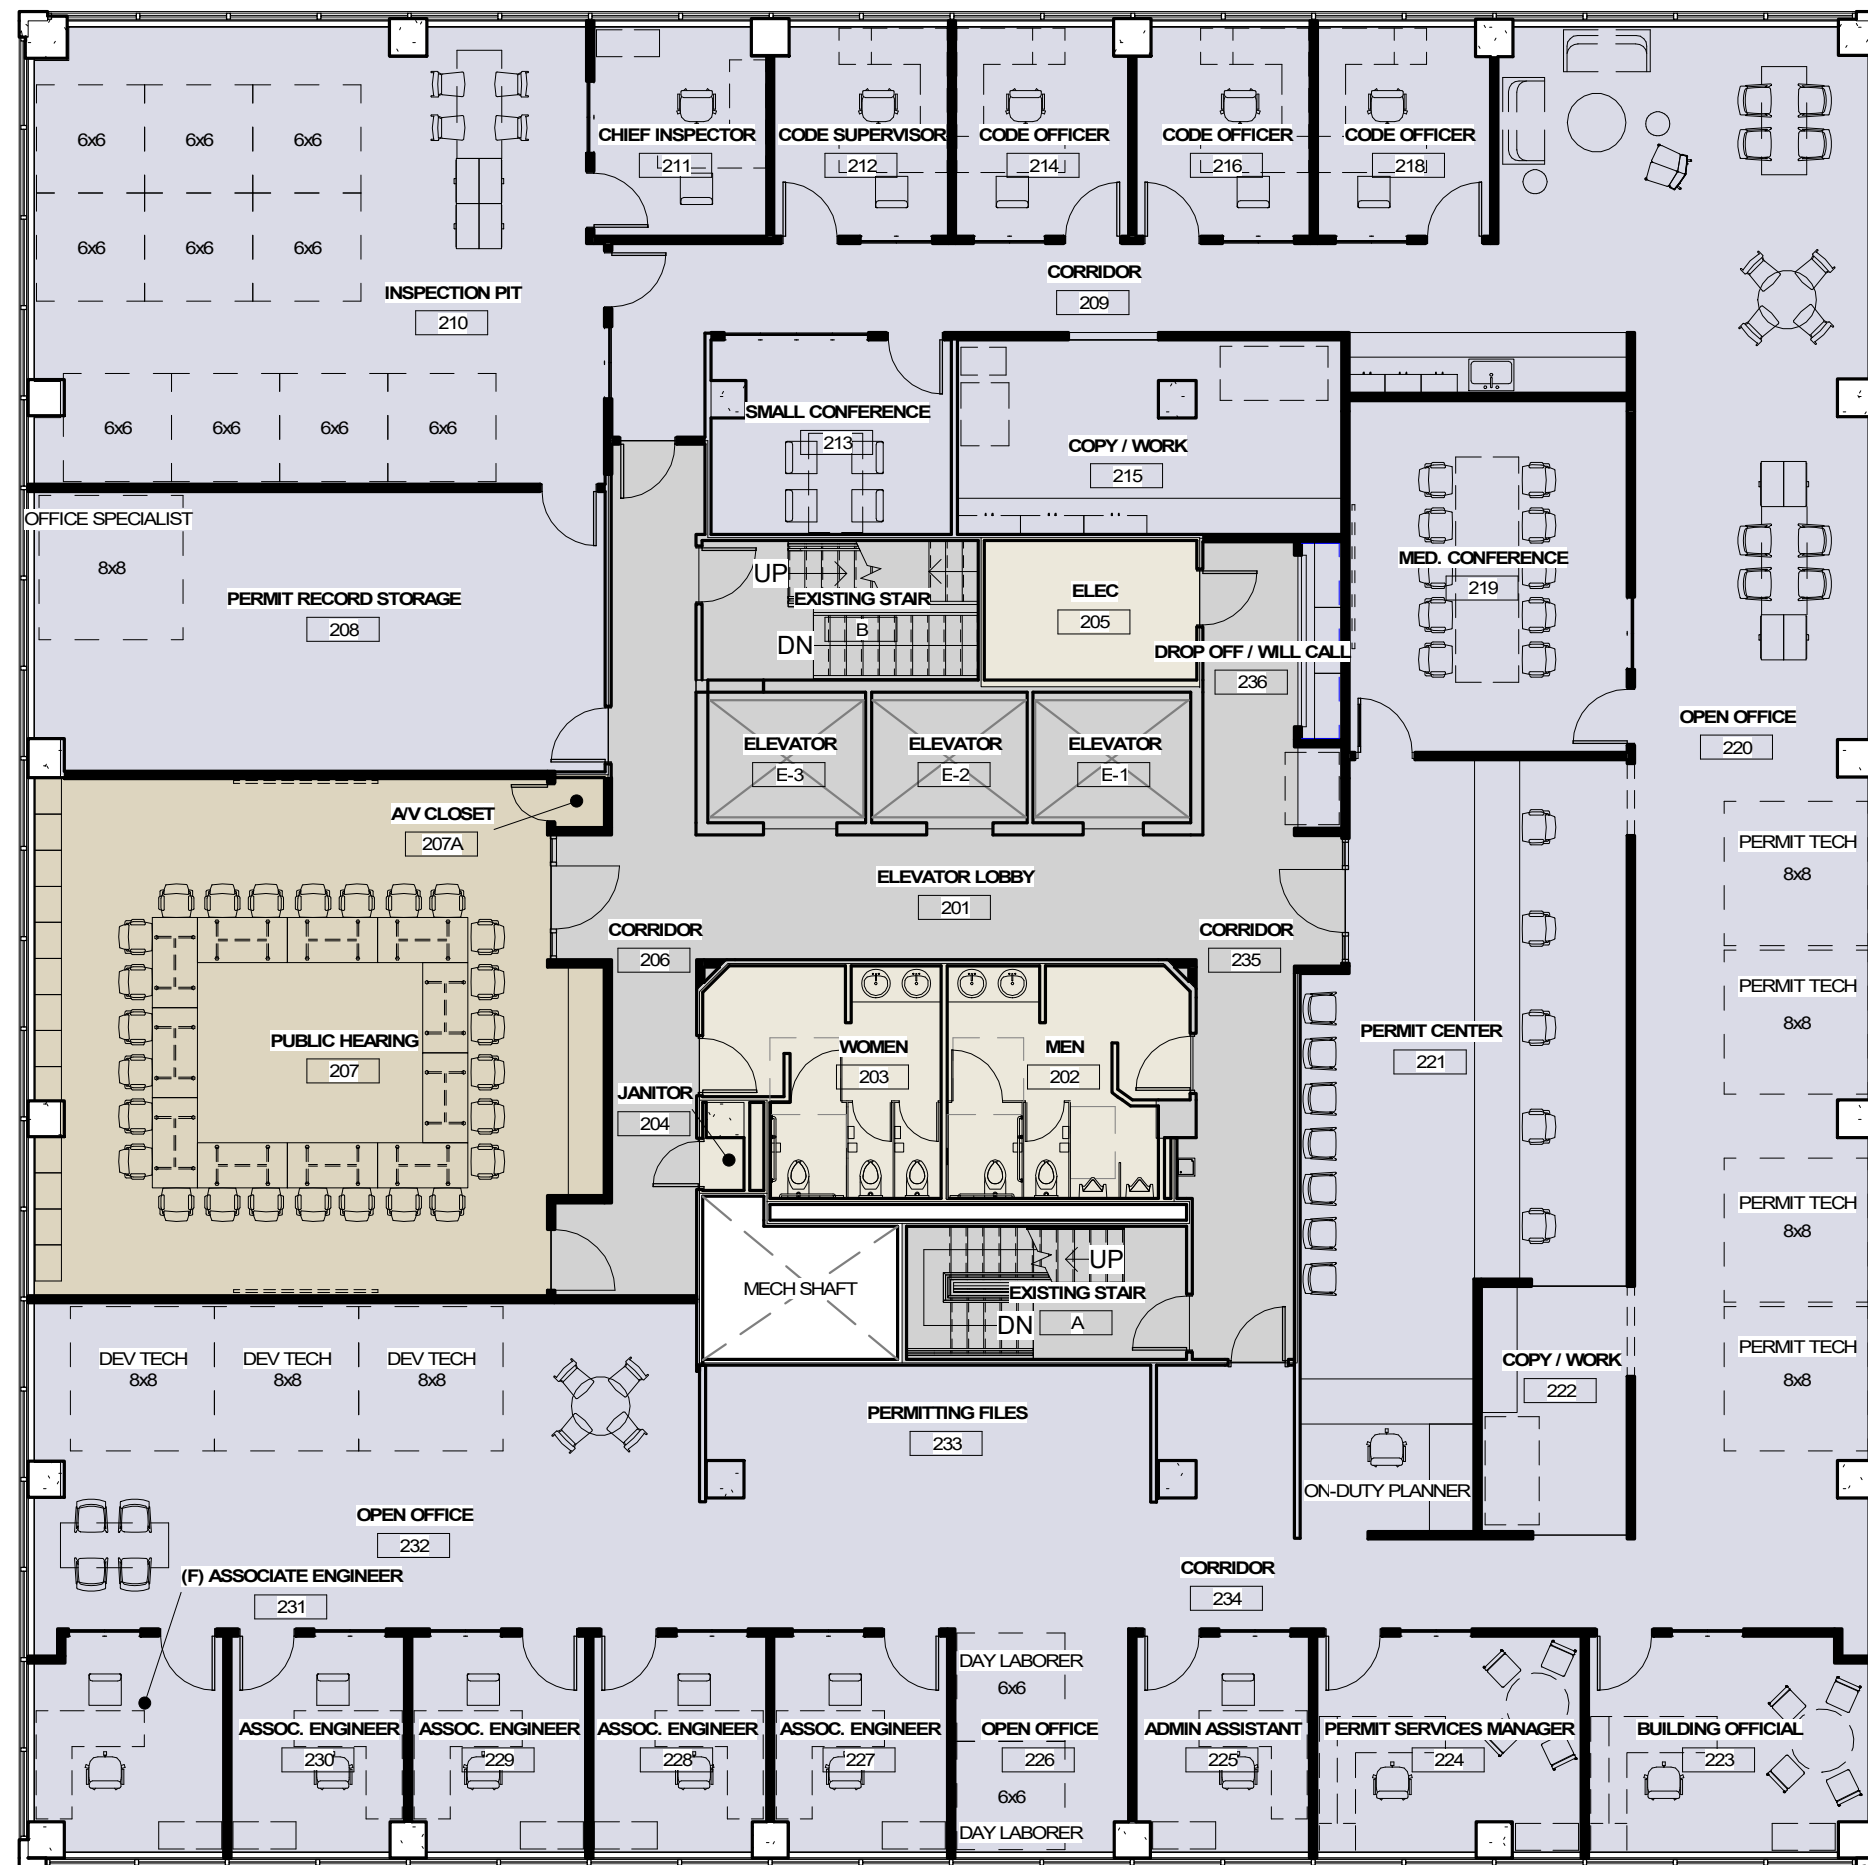 6x6 6x6 6x6
6x6 6x6 6x6
INSPECTION PIT
210
6x6 6x6 6x6 6x6
CHIEF INSPECTOR
211
CODE SUPERVISOR
212
CODE OFFICER
214
CODE OFFICER
216
CODE OFFICER
218
CORRIDOR
209
SMALL CONFERENCE
213
COPY / WORK
215
OFFICE SPECIALIST
8x8
PERMIT RECORD STORAGE
208
UP
EXISTING STAIR
B
DN
ELEC
205
DROP OFF / WILL CALL
236
MED. CONFERENCE
219
OPEN OFFICE
220
ELEVATOR
E-3
ELEVATOR
E-2
ELEVATOR
E-1
A/V CLOSET
207A
ELEVATOR LOBBY
201
CORRIDOR
206
CORRIDOR
235
PERMIT TECH
8x8
PERMIT TECH
8x8
PUBLIC HEARING
207
WOMEN
203
MEN
202
PERMIT CENTER
221
JANITOR
204
PERMIT TECH
8x8
PERMIT TECH
8x8
MECH SHAFT
UP
EXISTING STAIR
A
DN
DEV TECH
8x8
DEV TECH
8x8
DEV TECH
8x8
COPY / WORK
222
PERMITTING FILES
233
ON-DUTY PLANNER
OPEN OFFICE
232
(F) ASSOCIATE ENGINEER
231
CORRIDOR
234
ASSOC. ENGINEER
230
ASSOC. ENGINEER
229
ASSOC. ENGINEER
228
ASSOC. ENGINEER
227
DAY LABORER
6x6
OPEN OFFICE
226
6x6
DAY LABORER
ADMIN ASSISTANT
225
PERMIT SERVICES MANAGER
224
BUILDING OFFICIAL
223